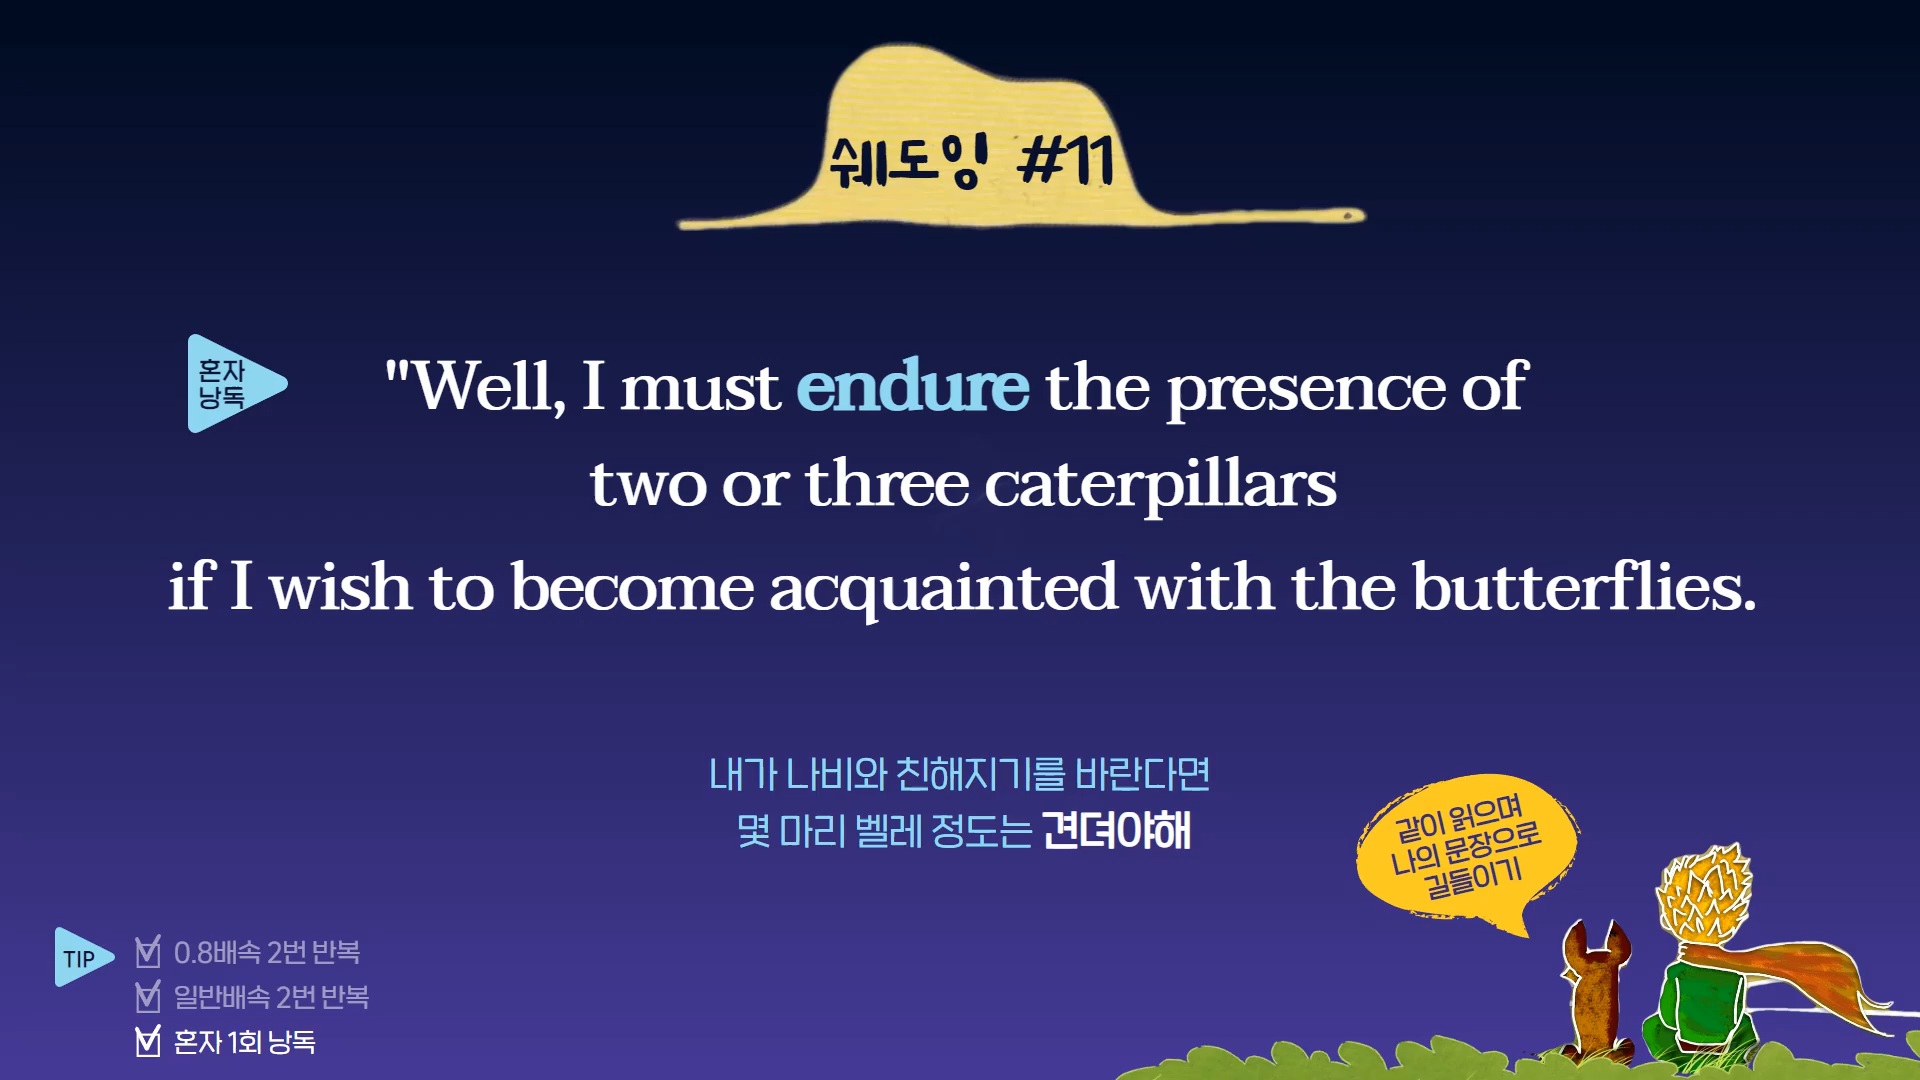 쉐도잉 #11
혼자
낭독
"Well, I must endure the presence of
two or three caterpillars
if I wish to become acquainted with the butterflies.
내가 나비와 친해지기를 바란다면
몇 마리 벨레 정도는 견뎌야해
같이 읽으며
나의 문장으로
길들이기
TIP
0.8배속 2번 반복
일반배속 2번 반복
혼자 1회 낭독